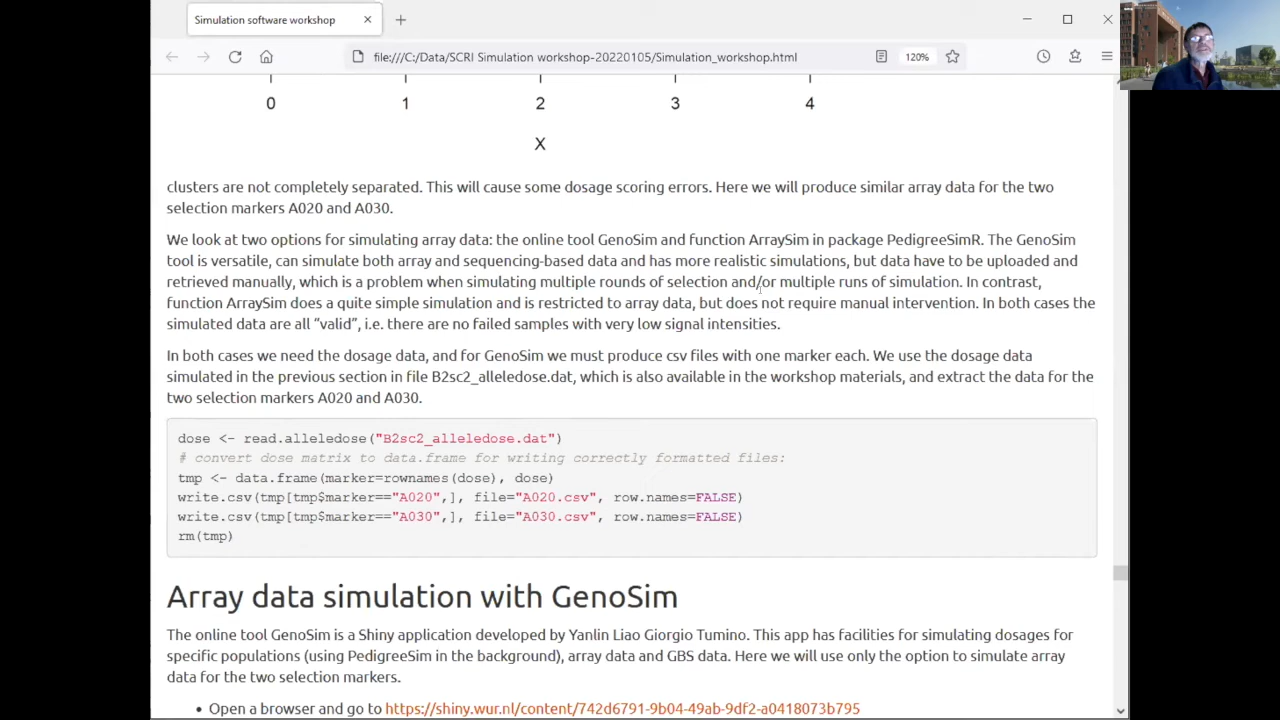 Simulation software workshop
file:///C:/Data/SCRI Simulation workshop-20220105/Simulation_workshop.html
120%
0 1 2 3 4
X
clusters are not completely separated. This will cause some dosage scoring errors. Here we will produce similar array data for the two
selection markers A020 and A030.
We look at two options for simulating array data: the online tool GenoSim and function ArraySim in package PedigreeSimR. The GenoSim
tool is versatile, can simulate both array and sequencing-based data and has more realistic simulations, but data have to be uploaded and
retrieved manually, which is a problem when simulating multiple rounds of selection and/or multiple runs of simulation. In contrast,
function ArraySim does a quite simple simulation and is restricted to array data, but does not require manual intervention. In both cases the
simulated data are all “valid”, i.e. there are no failed samples with very low signal intensities.
In both cases we need the dosage data, and for GenoSim we must produce csv files with one marker each. We use the dosage data
simulated in the previous section in file B2sc2_alleledose.dat, which is also available in the workshop materials, and extract the data for the
two selection markers A020 and A030.
dose <- read.alleledose("B2sc2_alleledose.dat")
# convert dose matrix to data.frame for writing correctly formatted files:
tmp <- data.frame(marker=rownames(dose), dose)
write.csv(tmp[tmp$marker=="A020",], file="A020.csv", row.names=FALSE)
write.csv(tmp[tmp$marker=="A030",], file="A030.csv", row.names=FALSE)
rm(tmp)
Array data simulation with GenoSim
The online tool GenoSim is a Shiny application developed by Yanlin Liao Giorgio Tumino. This app has facilities for simulating dosages for
specific populations (using PedigreeSim in the background), array data and GBS data. Here we will use only the option to simulate array
data for the two selection markers.
• Open a browser and go to https://shiny.wur.nl/content/742d6791-9b04-49ab-9df2-a0418073b795